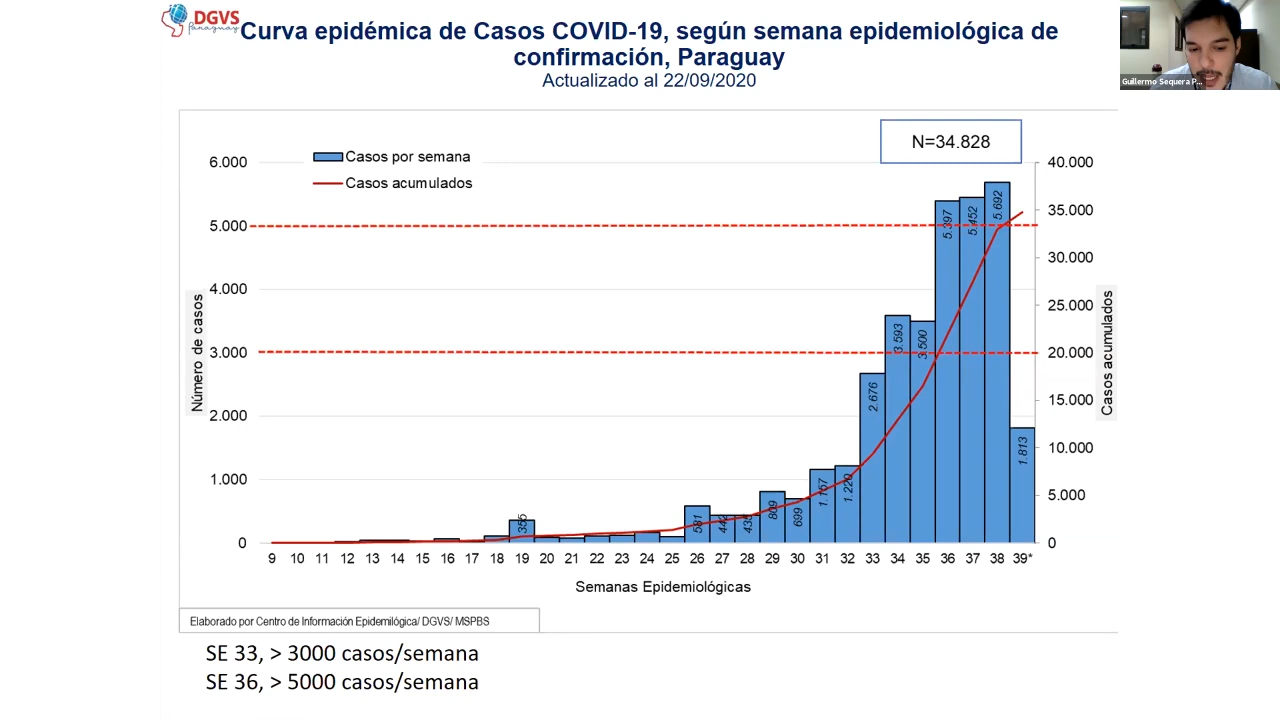 DGVS
Paraguay
Curva epidémica de Casos COVID-19, según semana epidemiológica de
confirmación, Paraguay
Actualizado al 22/09/2020
Guillermo Sequera P...
N=34.828
Casos por semana
Casos acumulados
6.000
5.000
4.000
3.000
2.000
1.000
0
Número de casos
40.000
35.000
30.000
25.000
20.000
15.000
10.000
5.000
0
Casos acumulados
355
581
442
435
809
699
1.157
1.220
2.676
3.593
3.500
5.397
5.452
5.692
1.813
9 10 11 12 13 14 15 16 17 18 19 20 21 22 23 24 25 26 27 28 29 30 31 32 33 34 35 36 37 38 39*
Semanas Epidemiológicas
Elaborado por Centro de Información Epidemilógica/ DGVS/ MSPBS
SE 33, > 3000 casos/semana
SE 36, > 5000 casos/semana